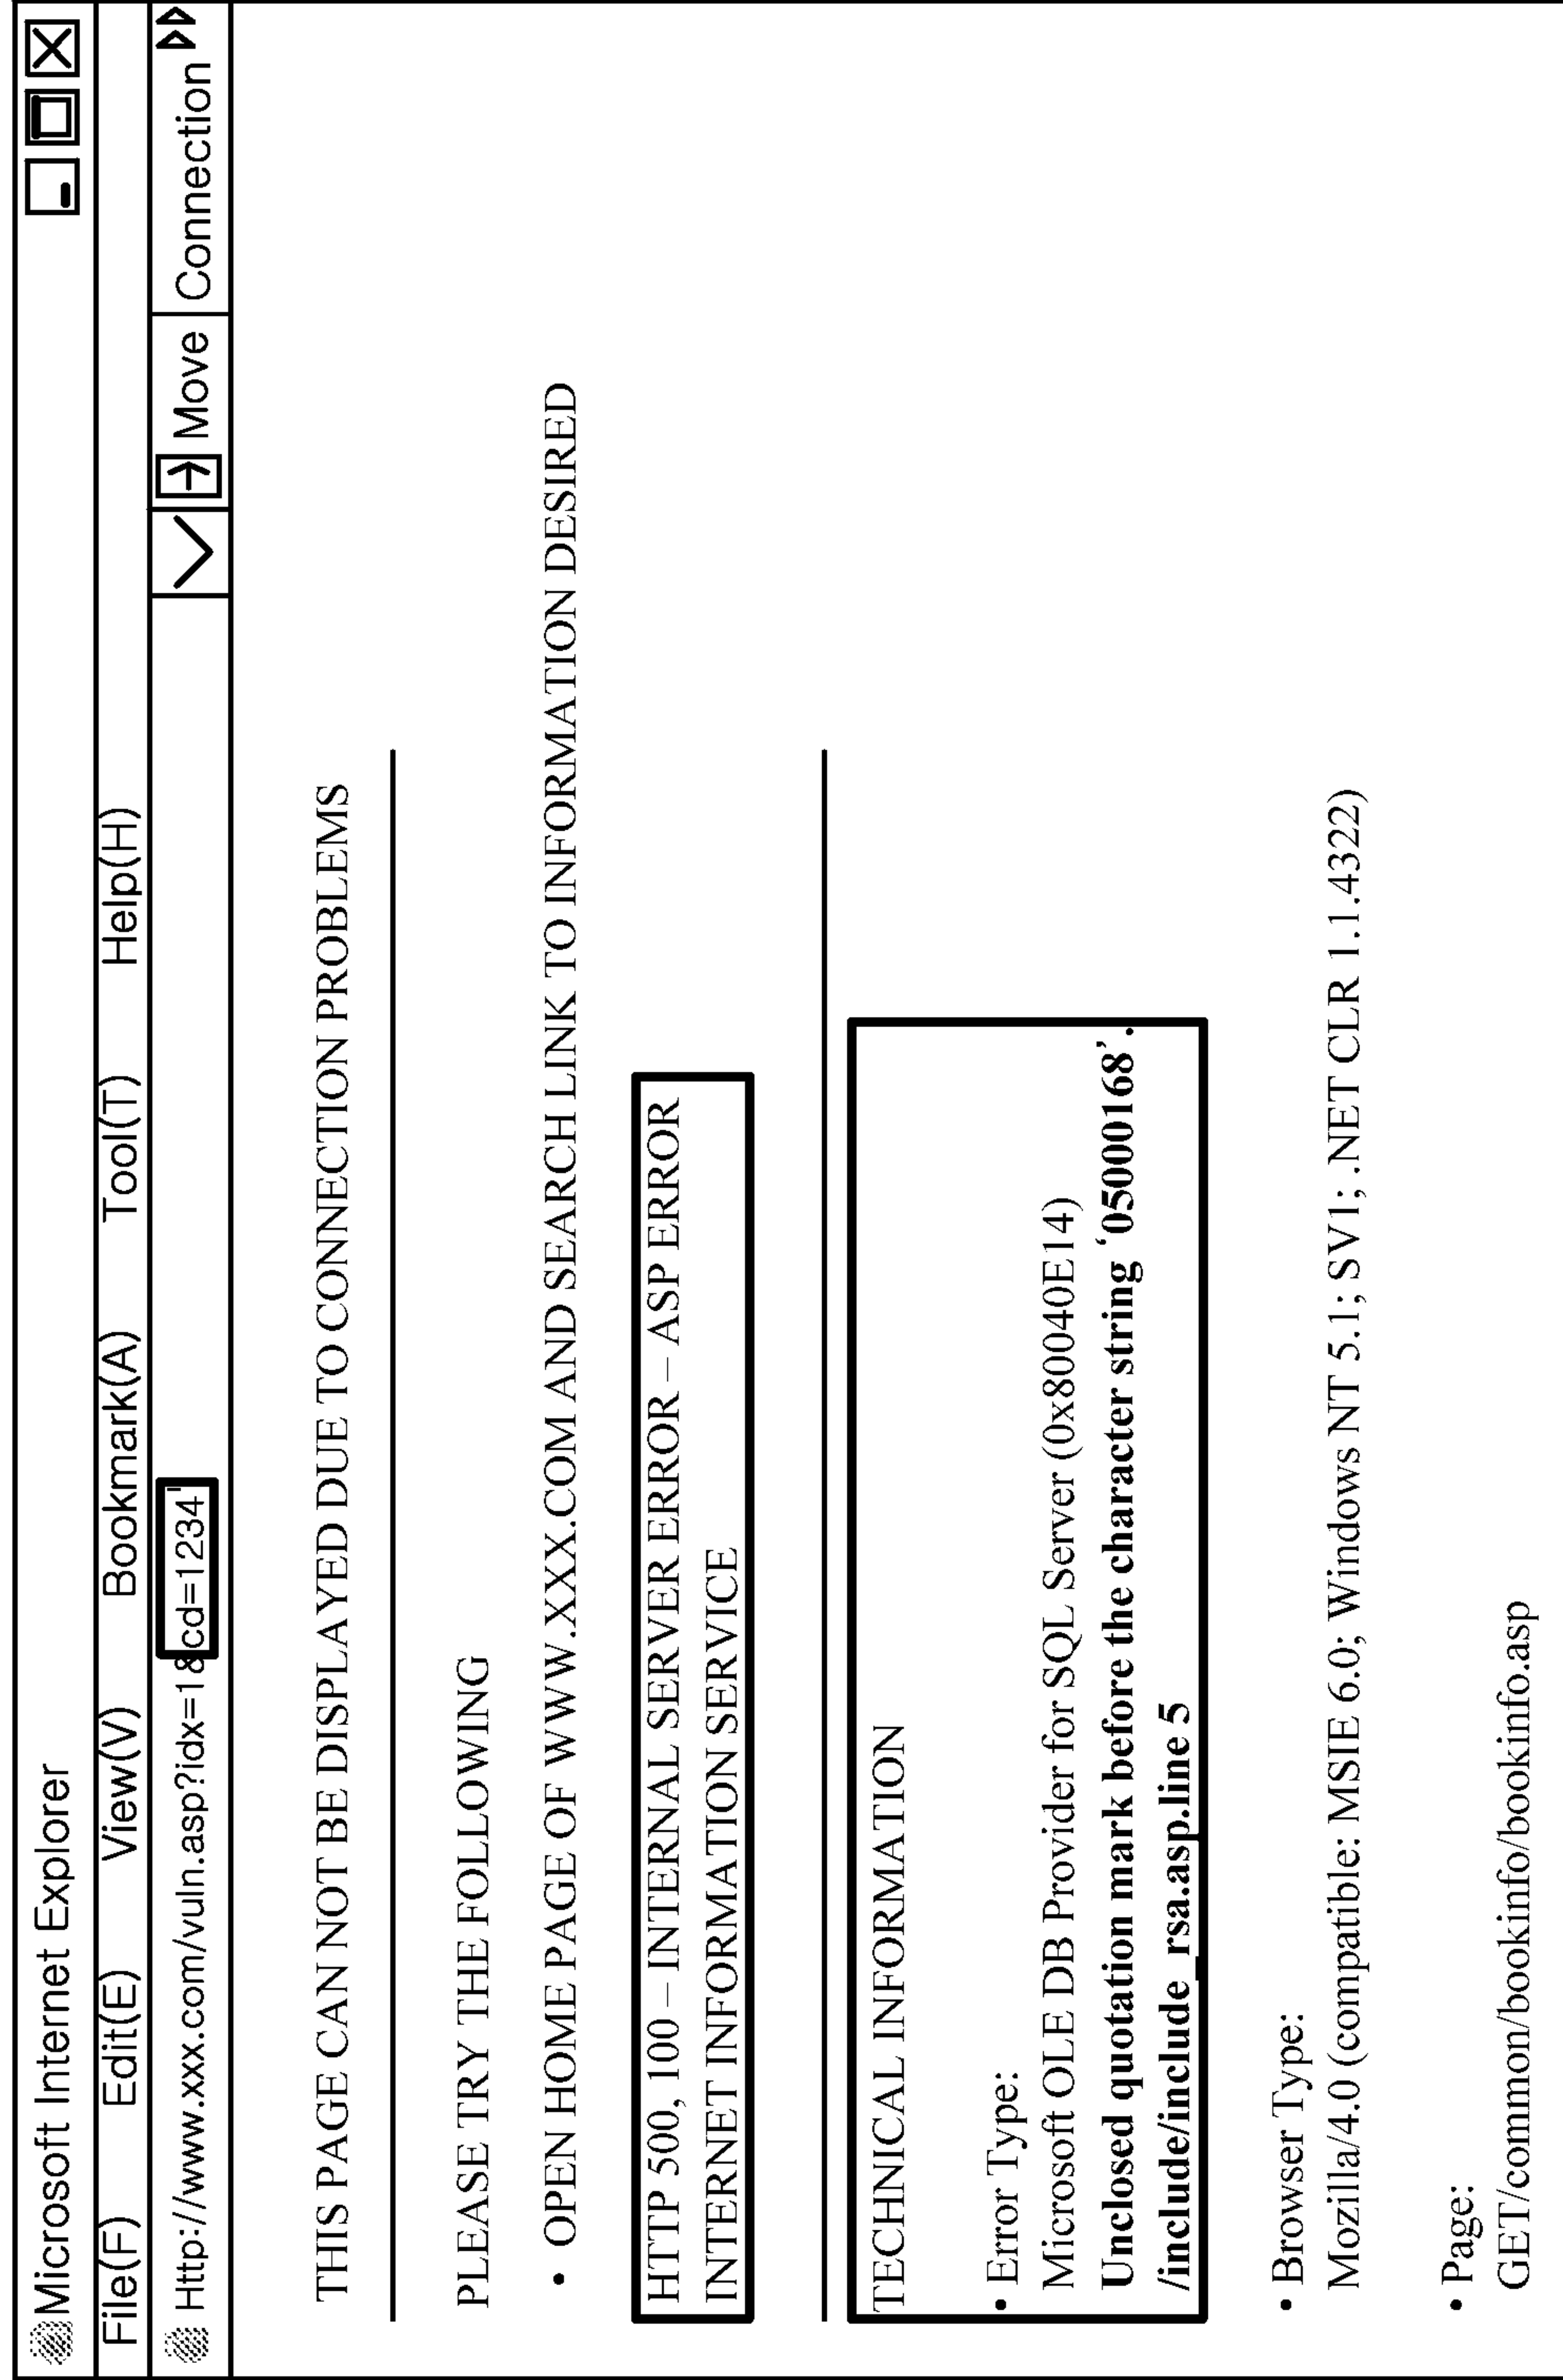 Microsoft Internet Explorer
File(F) Edit(E) View(V) Bookmark(A) Tool(T) Help(H)
Http://www.xxx.com/vuln.asp?idx=1&cd=1234' Move Connection
THIS PAGE CAN NOT BE DISPLAYED DUE TO CONNECTION PROBLEMS
PLEASE TRY THE FOLLOWING
• OPEN HOME PAGE OF WWW.XXX.COM AND SEARCH LINK TO INFORMATION DESIRED
HTTP 500, 100 – INTERNAL SERVER ERROR – ASP ERROR
INTERNET INFORMATION SERVICE
TECHNICAL INFORMATION
• Error Type:
Microsoft OLE DB Provider for SQL Server (0x80040E14)
Unclosed quotation mark before the character string ‘05000168’.
/include/include_rsa.asp.line 5
• Browser Type:
Mozilla/4.0 (compatible: MSIE 6.0; Windows NT 5.1; SV1; .NET CLR 1.1.4322)
• Page:
GET/common/bookinfo/bookinfo.asp